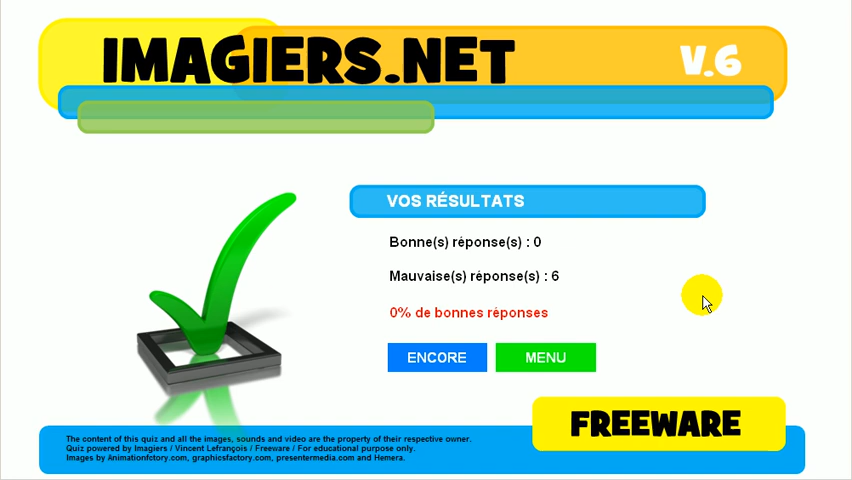 IMAGIERS.NET
V.6
VOS RÉSULTATS
Bonne(s) réponse(s) : 0
Mauvaise(s) réponse(s) : 6
0% de bonnes réponses
ENCORE
MENU
FREEWARE
The content of this quiz and all the images, sounds and video are the property of their respective owner.
Quiz powered by Imagiers / Vincent Lefrançois / Freeware / For educational purpose only.
Images by Animationfctory.com, graphicsfactory.com, presentermedia.com and Hemera.